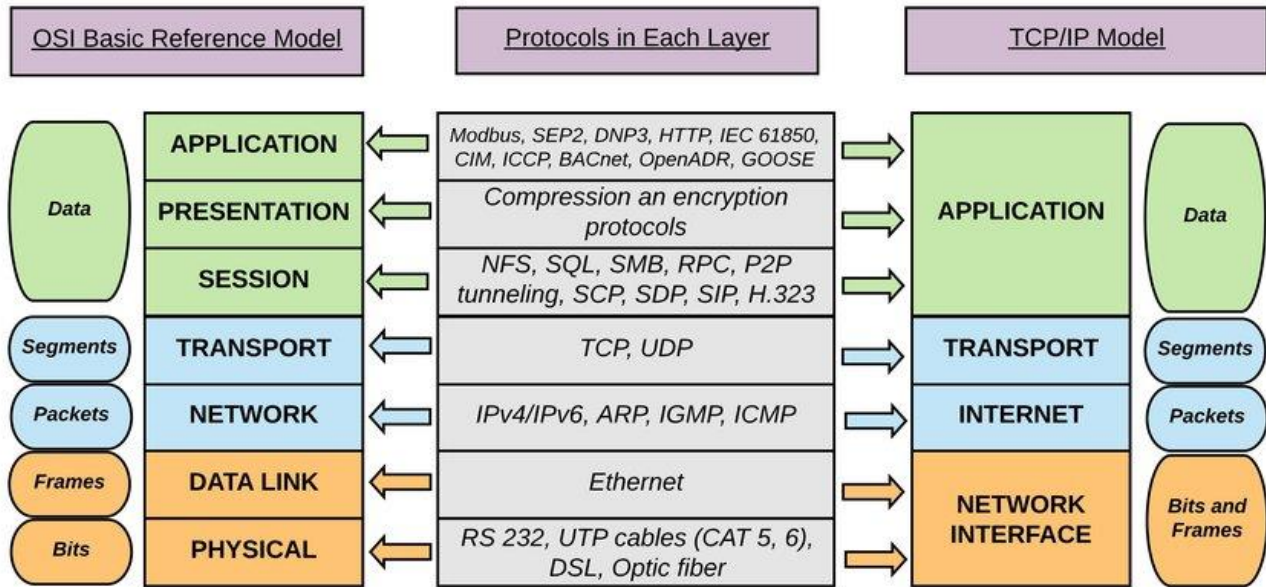 OSI Basic Reference Model
Protocols in Each Layer
TCP/IP Model
Data
APPLICATION
Modbus, SEP2, DNP3, HTTP, IEC 61850,
CIM, ICCP, BACnet, OpenADR, GOOSE
APPLICATION
Data
PRESENTATION
Compression an encryption
protocols
SESSION
NFS, SQL, SMB, RPC, P2P
tunneling, SCP, SDP, SIP, H.323
Segments
TRANSPORT
TCP, UDP
TRANSPORT
Segments
Packets
NETWORK
IPv4/IPv6, ARP, IGMP, ICMP
INTERNET
Packets
Frames
DATA LINK
Ethernet
NETWORK
INTERFACE
Bits and
Frames
Bits
PHYSICAL
RS 232, UTP cables (CAT 5, 6),
DSL, Optic fiber